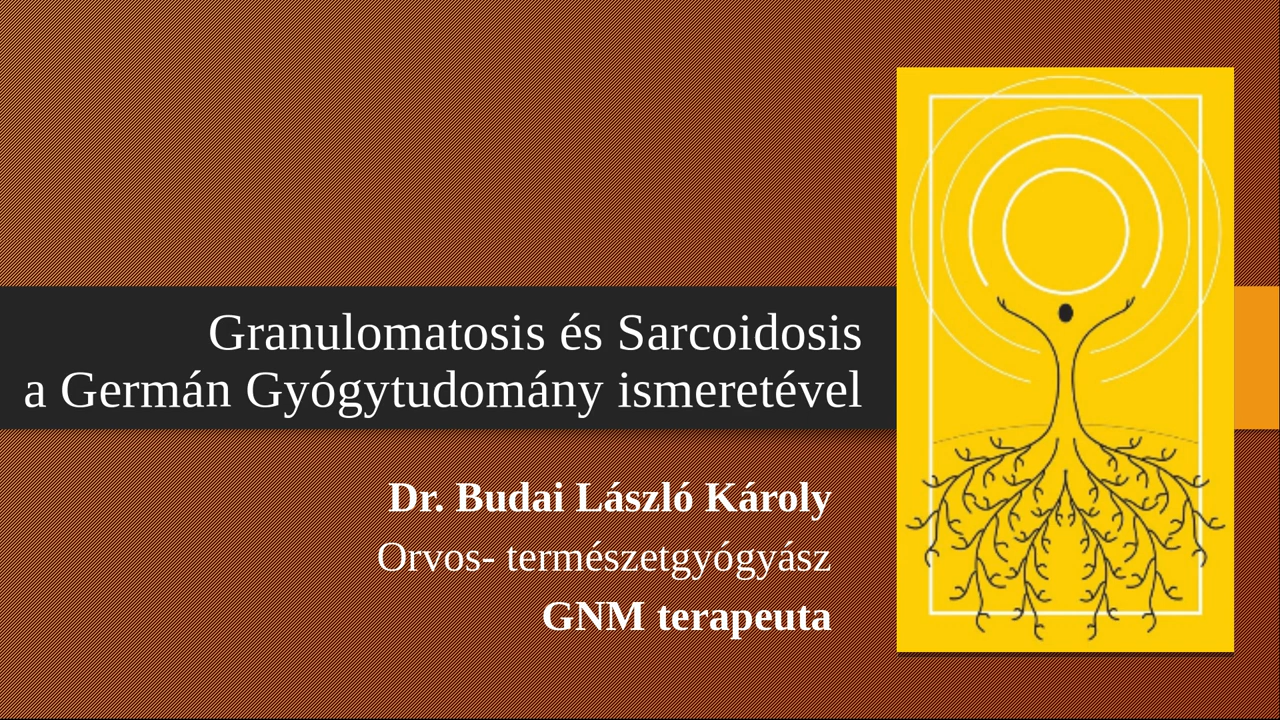 Granulomatosis és Sarcoidosis
a Germán Gyógytudomány ismeretével
Dr. Budai László Károly
Orvos- természetgyógyász
GNM terapeuta